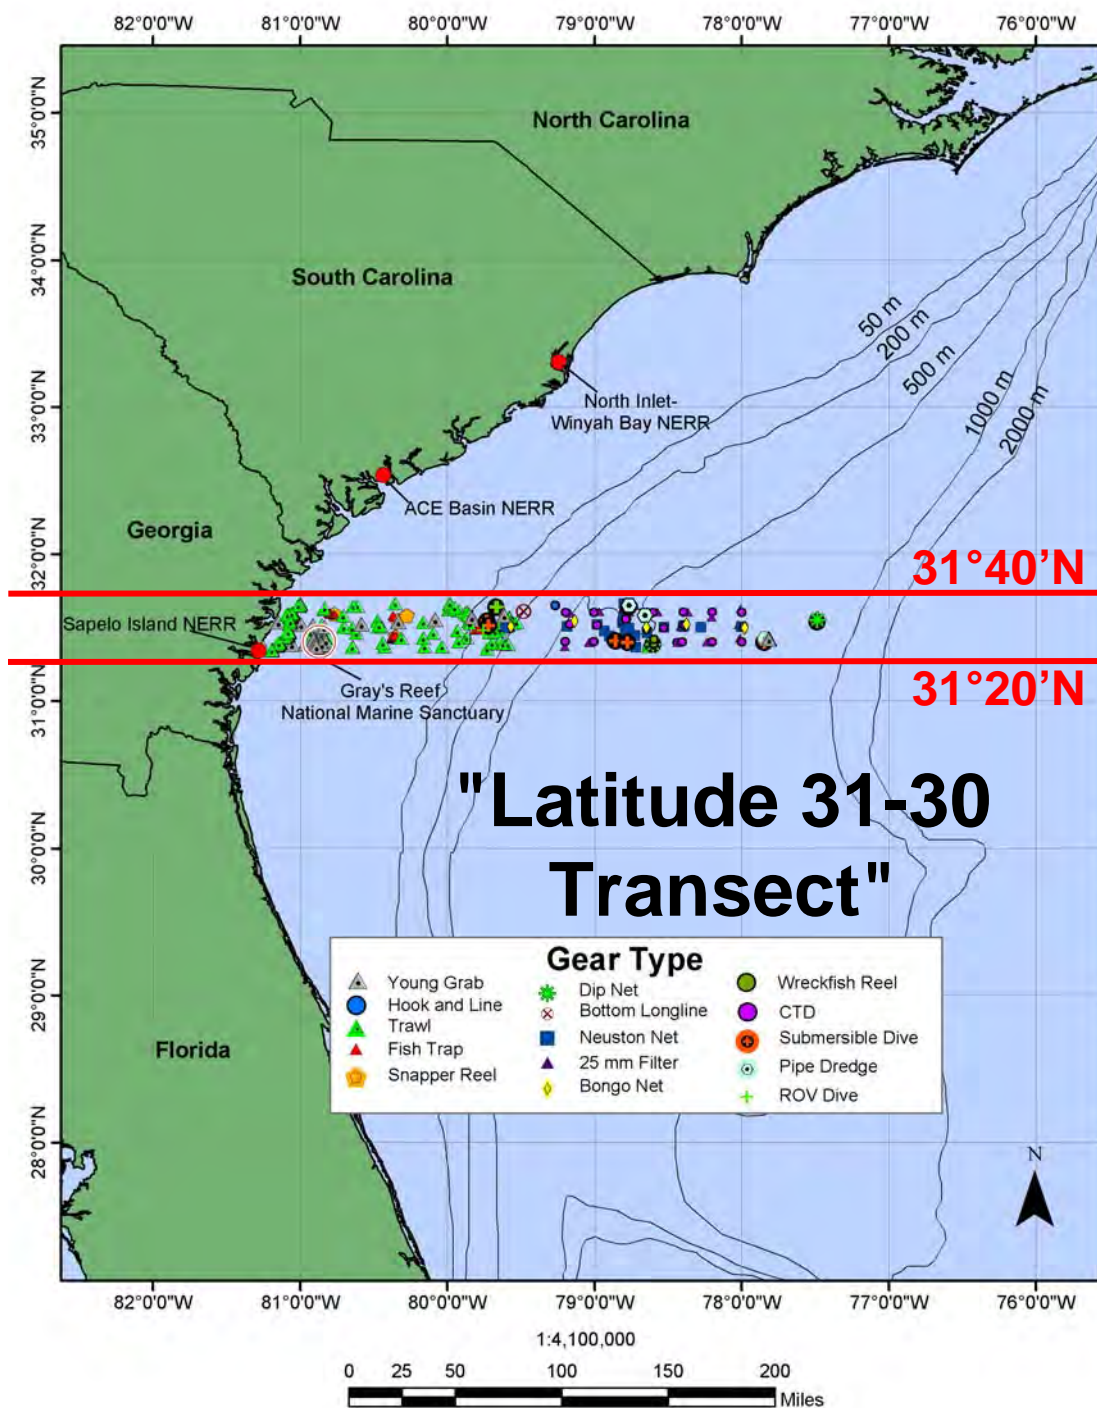 82°0'0"W 81°0'0"W 80°0'0"W 79°0'0"W 78°0'0"W 77°0'0"W 76°0'0"W
35°0'0"N
34°0'0"N
33°0'0"N
32°0'0"N
31°0'0"N
30°0'0"N
29°0'0"N
28°0'0"N
North Carolina
South Carolina
50 m
200 m
500 m
1000 m
2000 m
North Inlet-
Winyah Bay NERR
ACE Basin NERR
Georgia
31°40'N
Sapelo Island NERR
31°20'N
Gray's Reef
National Marine Sanctuary
"Latitude 31-30
Transect"
Florida
Gear Type
Young Grab
Hook and Line
Trawl
Fish Trap
Snapper Reel
Dip Net
Bottom Longline
Neuston Net
25 mm Filter
Bongo Net
Wreckfish Reel
CTD
Submersible Dive
Pipe Dredge
ROV Dive
N
82°0'0"W 81°0'0"W 80°0'0"W 79°0'0"W 78°0'0"W 77°0'0"W 76°0'0"W
1:4,100,000
0 25 50 100 150 200
Miles